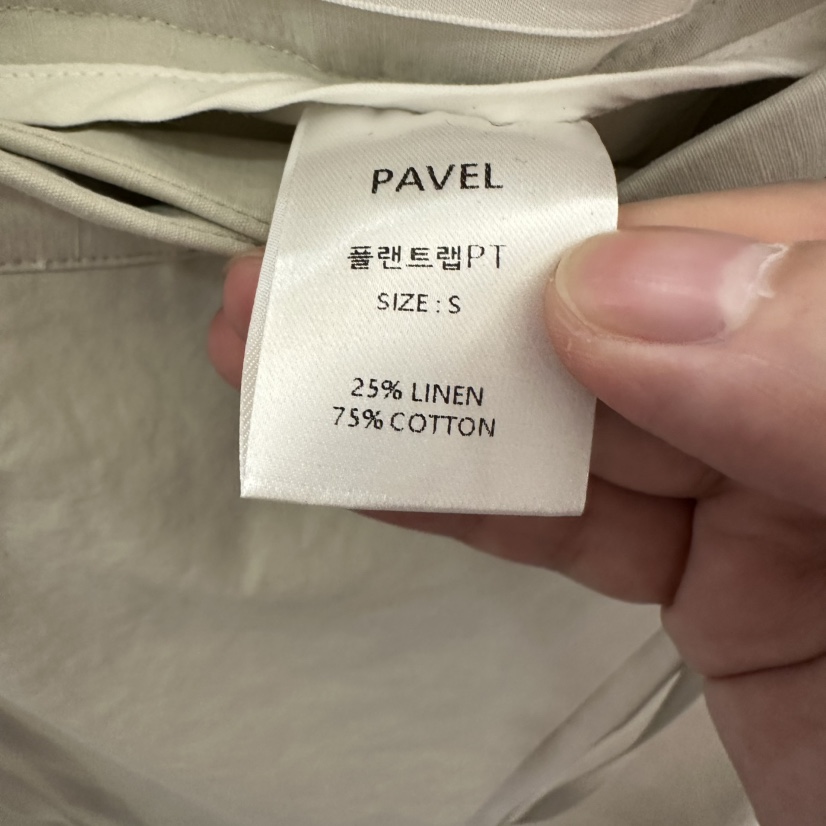 PAVEL
플랜트랩PT
SIZE : S
25% LINEN
75% COTTON